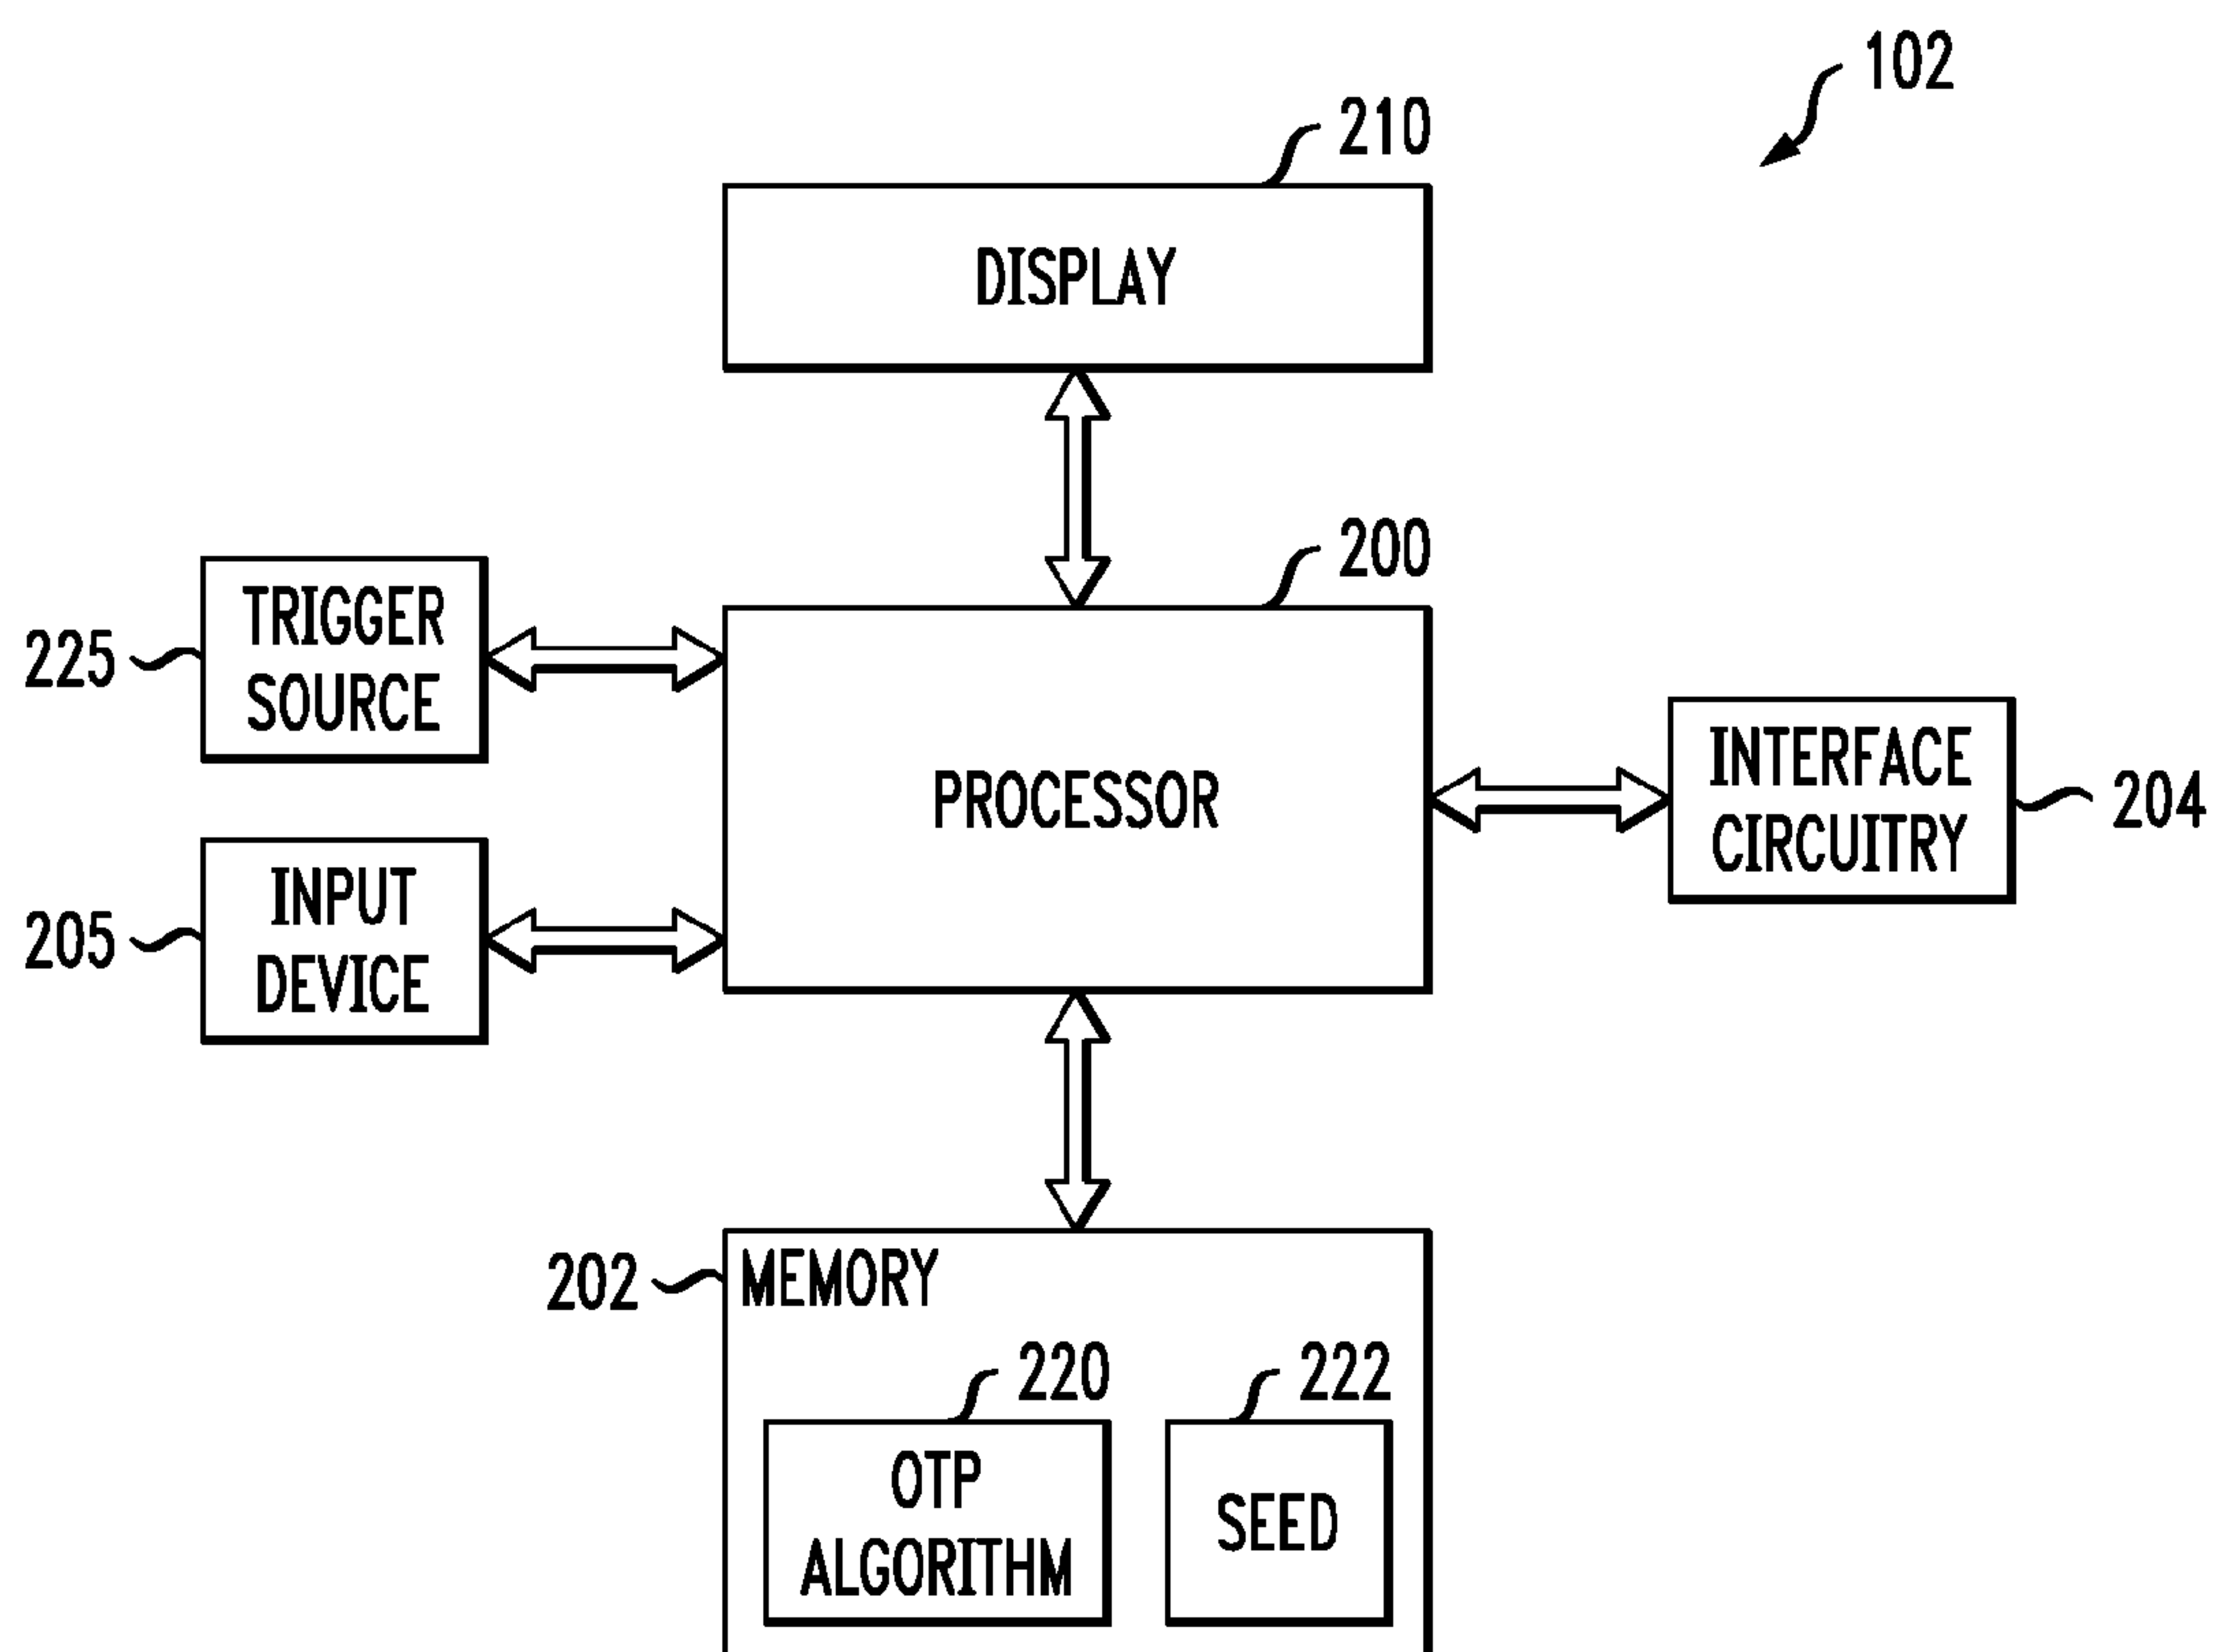 102
210
DISPLAY
200
225
TRIGGER
SOURCE
PROCESSOR
INTERFACE
CIRCUITRY
204
205
INPUT
DEVICE
202
MEMORY
220
222
OTP
ALGORITHM
SEED